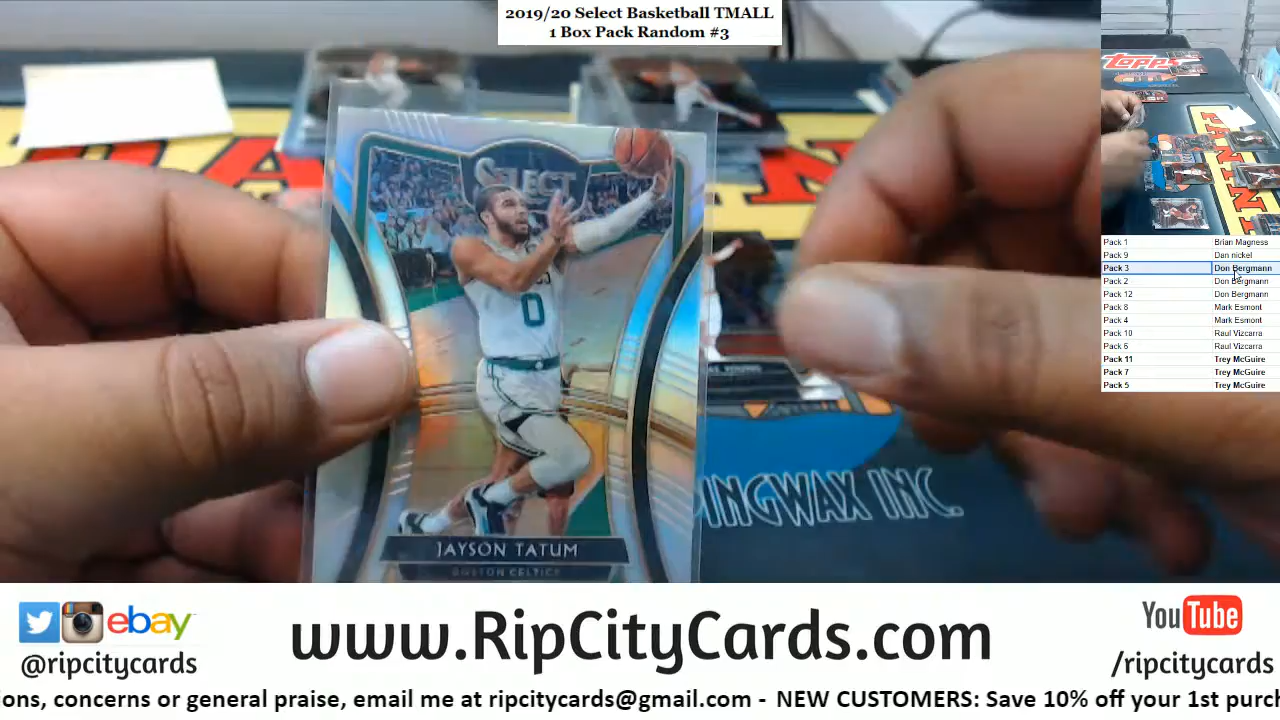 2019/20 Select Basketball TMALL
1 Box Pack Random #3
Topps
SELECT
0
JAYSON TATUM
BOSTON CELTICS
INGWAX INC.
Pack 1 Brian Magness
Pack 9 Dan nickel
Pack 3 Don Bergmann
Pack 2 Don Bergmann
Pack 12 Don Bergmann
Pack 8 Mark Esmont
Pack 4 Mark Esmont
Pack 10 Raul Vizcarra
Pack 6 Raul Vizcarra
Pack 11 Trey McGuire
Pack 7 Trey McGuire
Pack 5 Trey McGuire
ebay
@ripcitycards
www.RipCityCards.com
YouTube
/ripcitycards
ions, concerns or general praise, email me at ripcitycards@gmail.com - NEW CUSTOMERS: Save 10% off your 1st purch